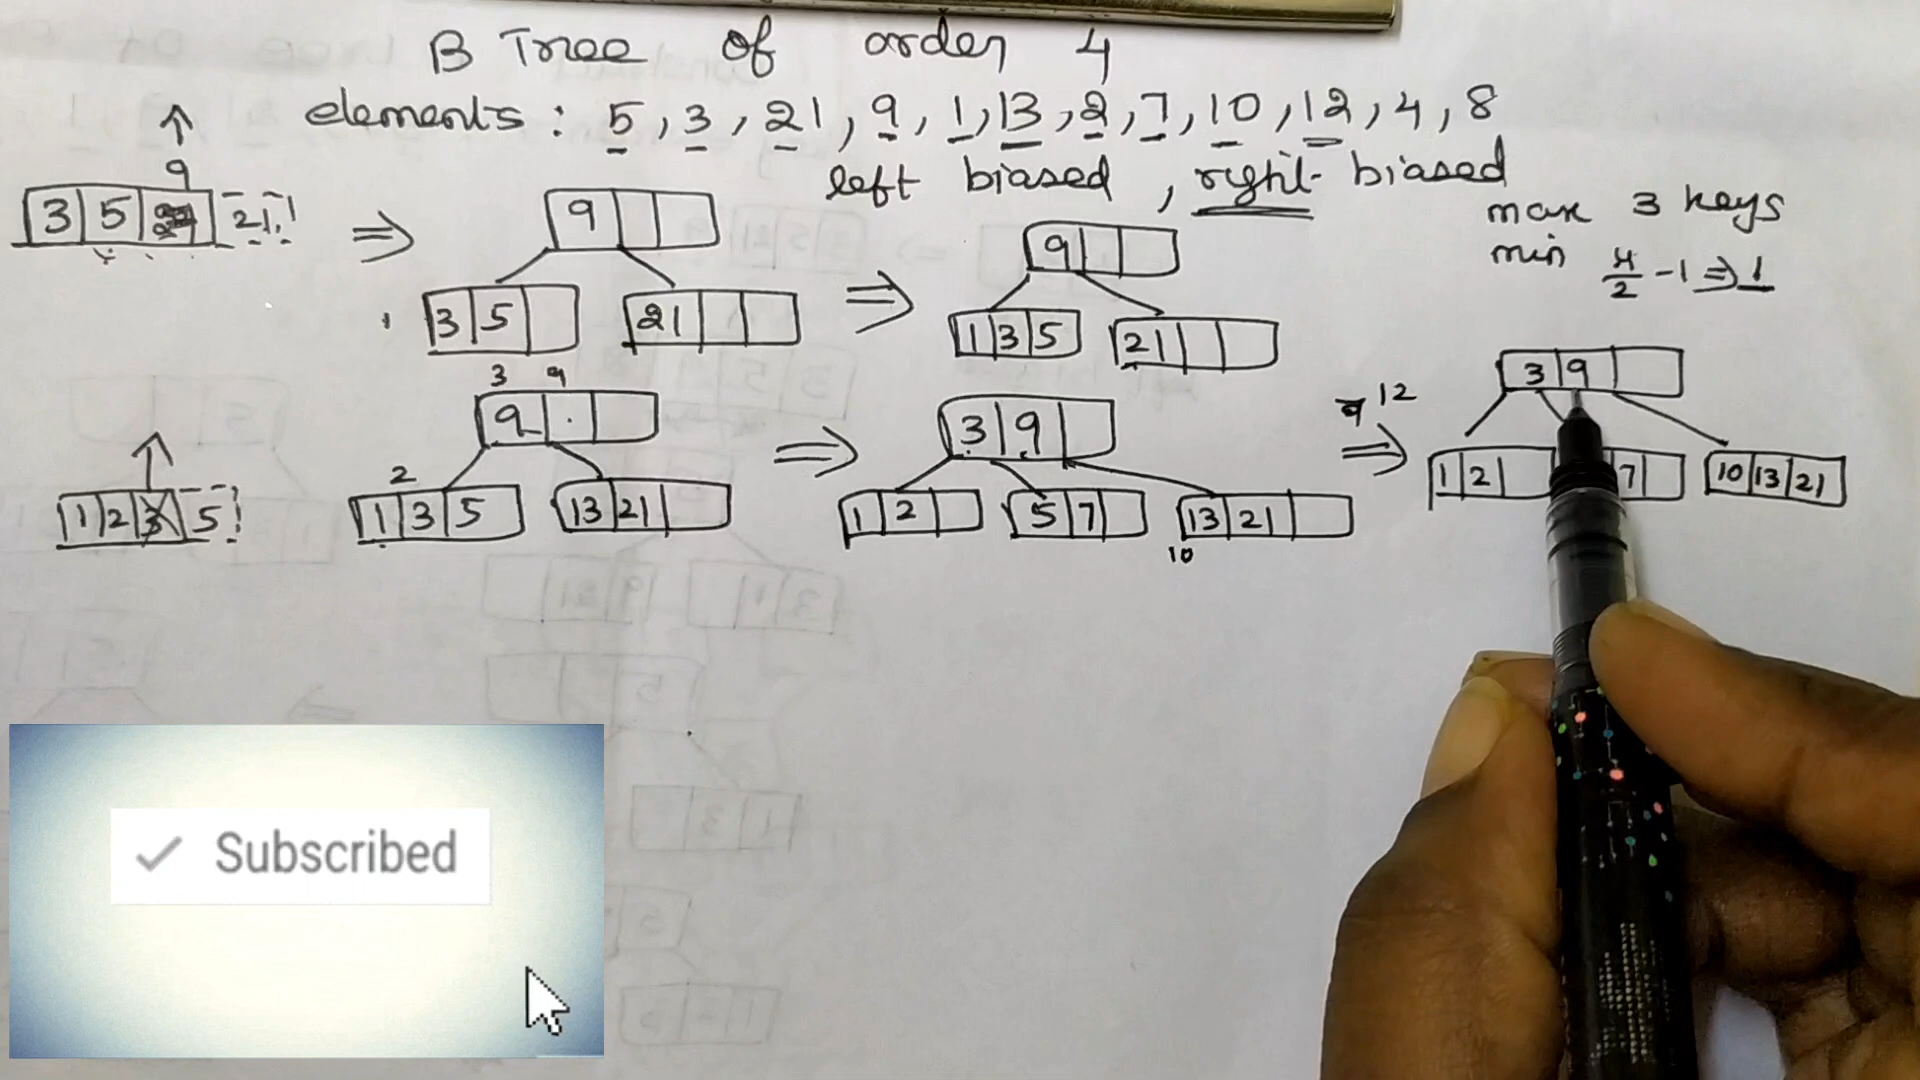 B Tree of order 4
elements : 5 , 3 , 21 , 9 , 1 , 13 , 2 , 7 , 10 , 12 , 4 , 8
left biased , right biased
max 3 keys
min 4/2 - 1 ⇒ 1
↑
9
3 5 21 ⇒ 9 ⇒ 9
3 5 21
1 3 5 21
3 9
↑ 9 ⇒ 3 9 12 ⇒ 3 9
2
1 2 3 5 1 3 5 13 21 1 2 5 7 13 21 1 2 7 10 13 21
10
✓ Subscribed